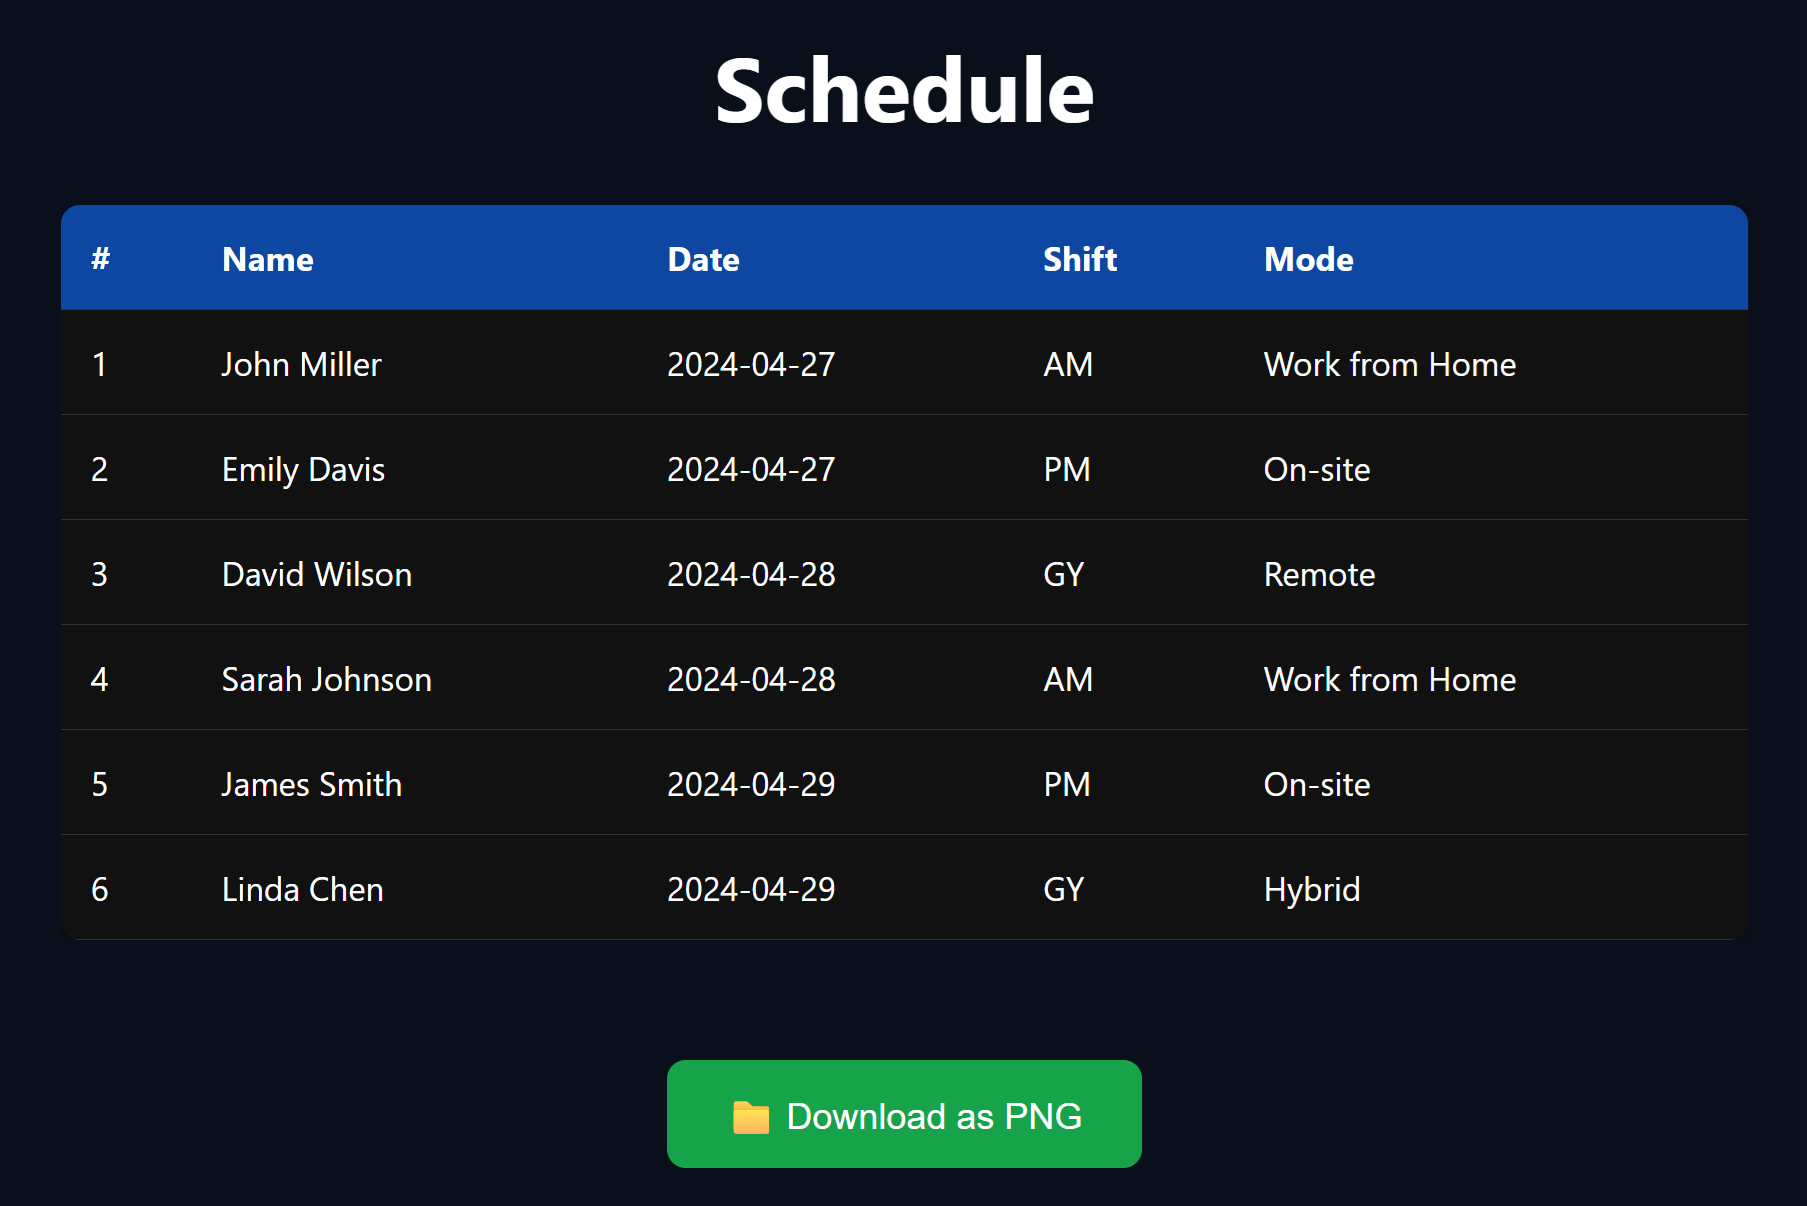 Schedule
# Name Date Shift Mode
1 John Miller 2024-04-27 AM Work from Home
2 Emily Davis 2024-04-27 PM On-site
3 David Wilson 2024-04-28 GY Remote
4 Sarah Johnson 2024-04-28 AM Work from Home
5 James Smith 2024-04-29 PM On-site
6 Linda Chen 2024-04-29 GY Hybrid
Download as PNG